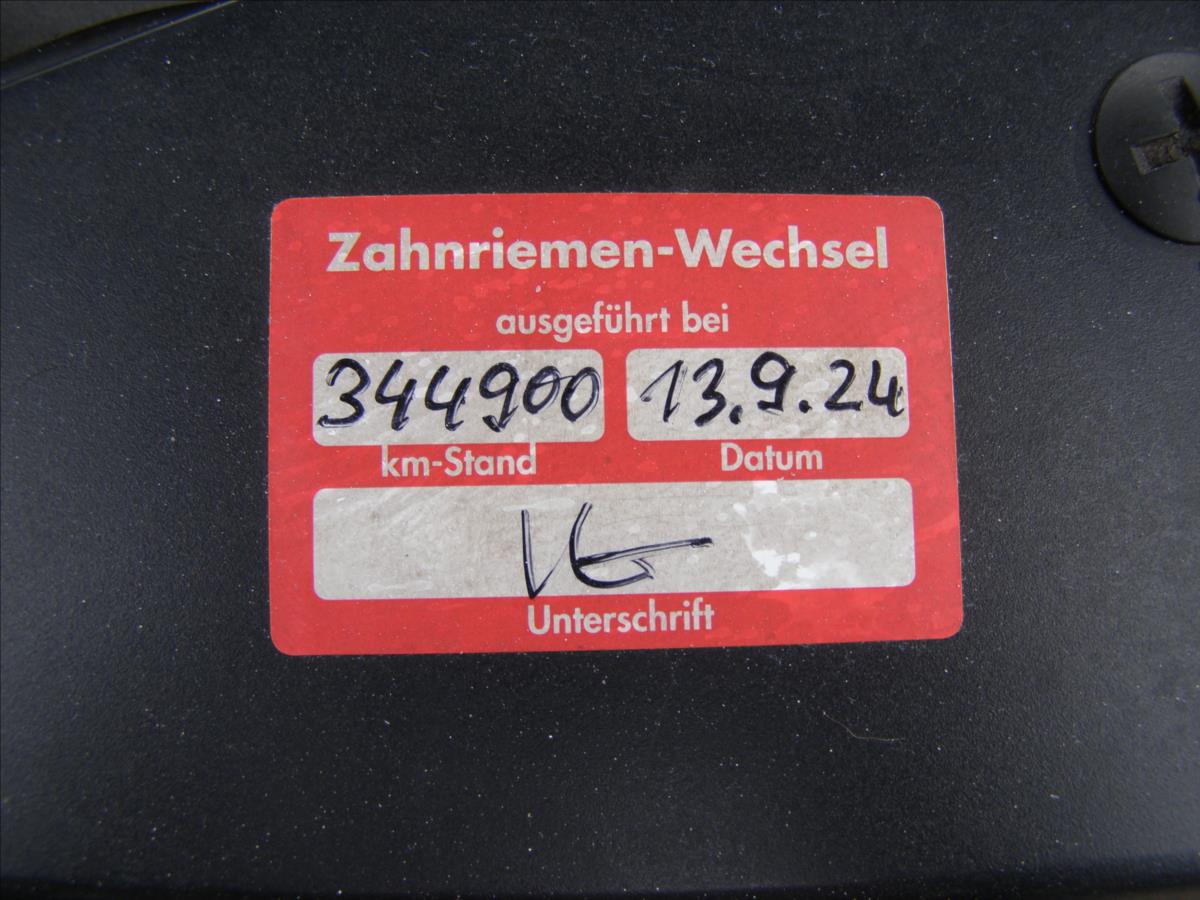 Zahnriemen-Wechsel
ausgeführt bei
344900 13.9.24
km-Stand Datum
Unterschrift